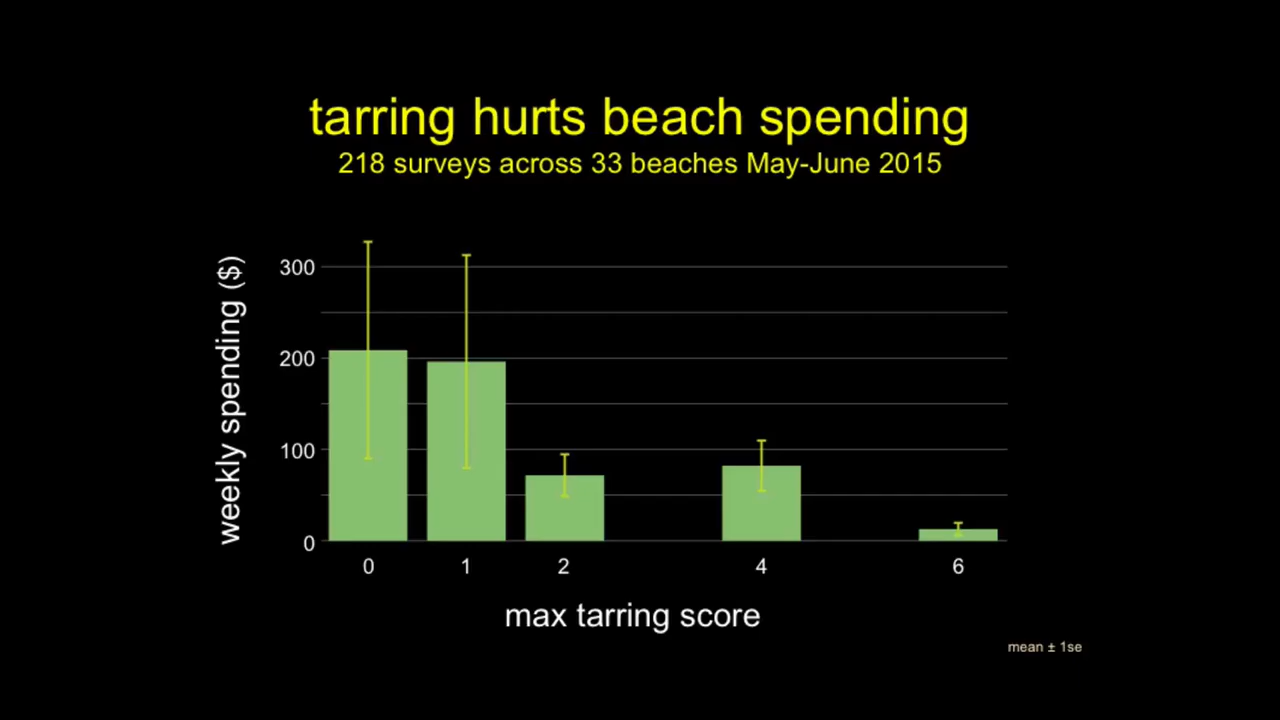 tarring hurts beach spending
218 surveys across 33 beaches May-June 2015
weekly spending ($)
300
200
100
0
0 1 2 4 6
max tarring score
mean ± 1se